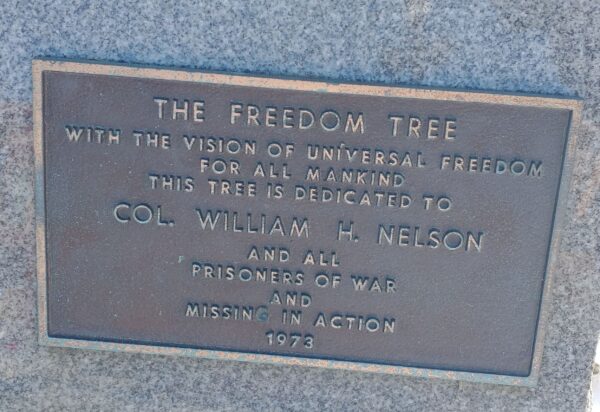 THE FREEDOM TREE
WITH THE VISION OF UNIVERSAL FREEDOM
FOR ALL MANKIND
THIS TREE IS DEDICATED TO
COL. WILLIAM H. NELSON
AND ALL
PRISONERS OF WAR
AND
MISSING IN ACTION
1973